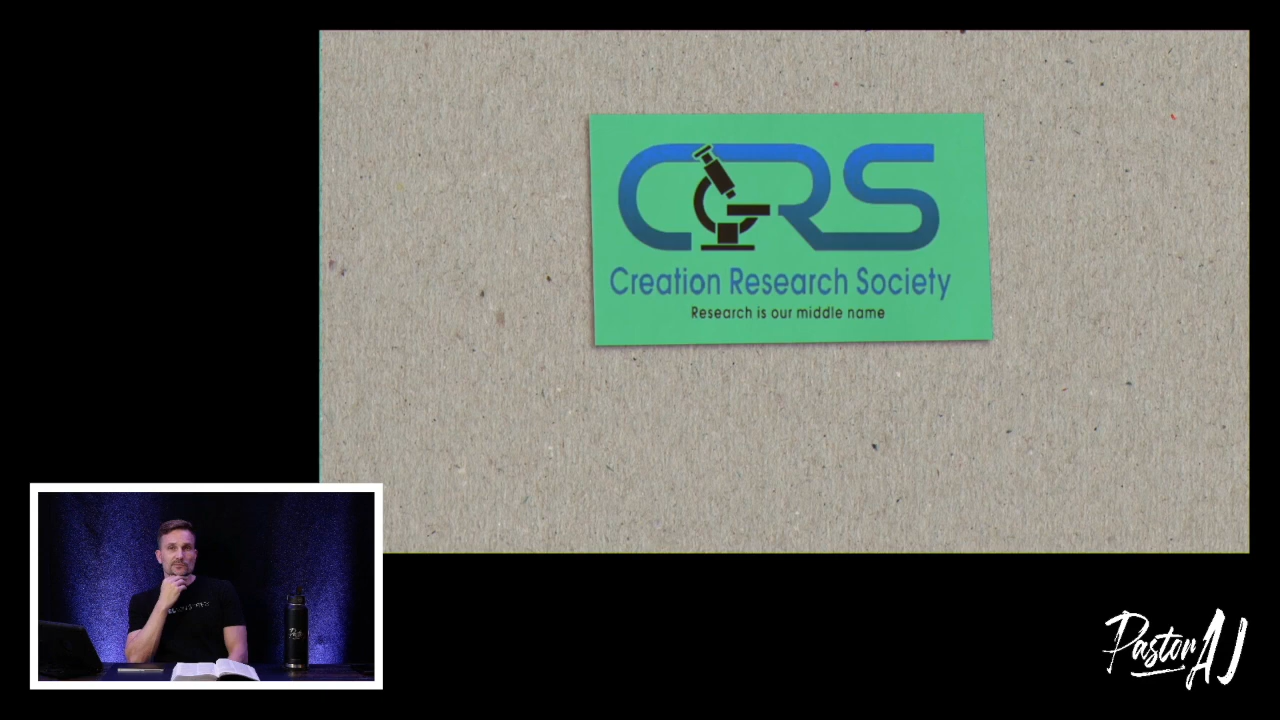 CRS
Creation Research Society
Research is our middle name
Pastor AJ